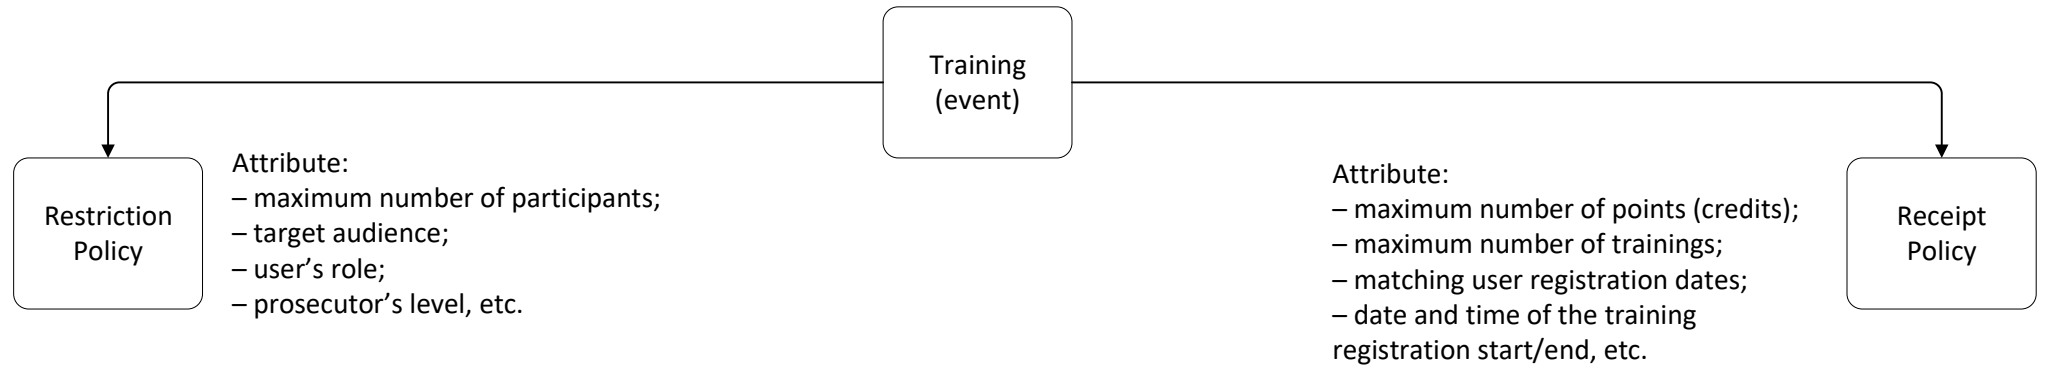 Training
(event)
Restriction
Policy
Attribute:
– maximum number of participants;
– target audience;
– user’s role;
– prosecutor’s level, etc.
Attribute:
– maximum number of points (credits);
– maximum number of trainings;
– matching user registration dates;
– date and time of the training
registration start/end, etc.
Receipt
Policy